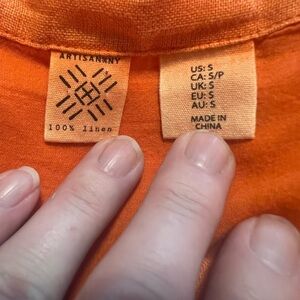 ARTISANNNY
100% linen
US: S
CA: S/P
UK: S
EU: S
AU: S
MADE IN
CHINA